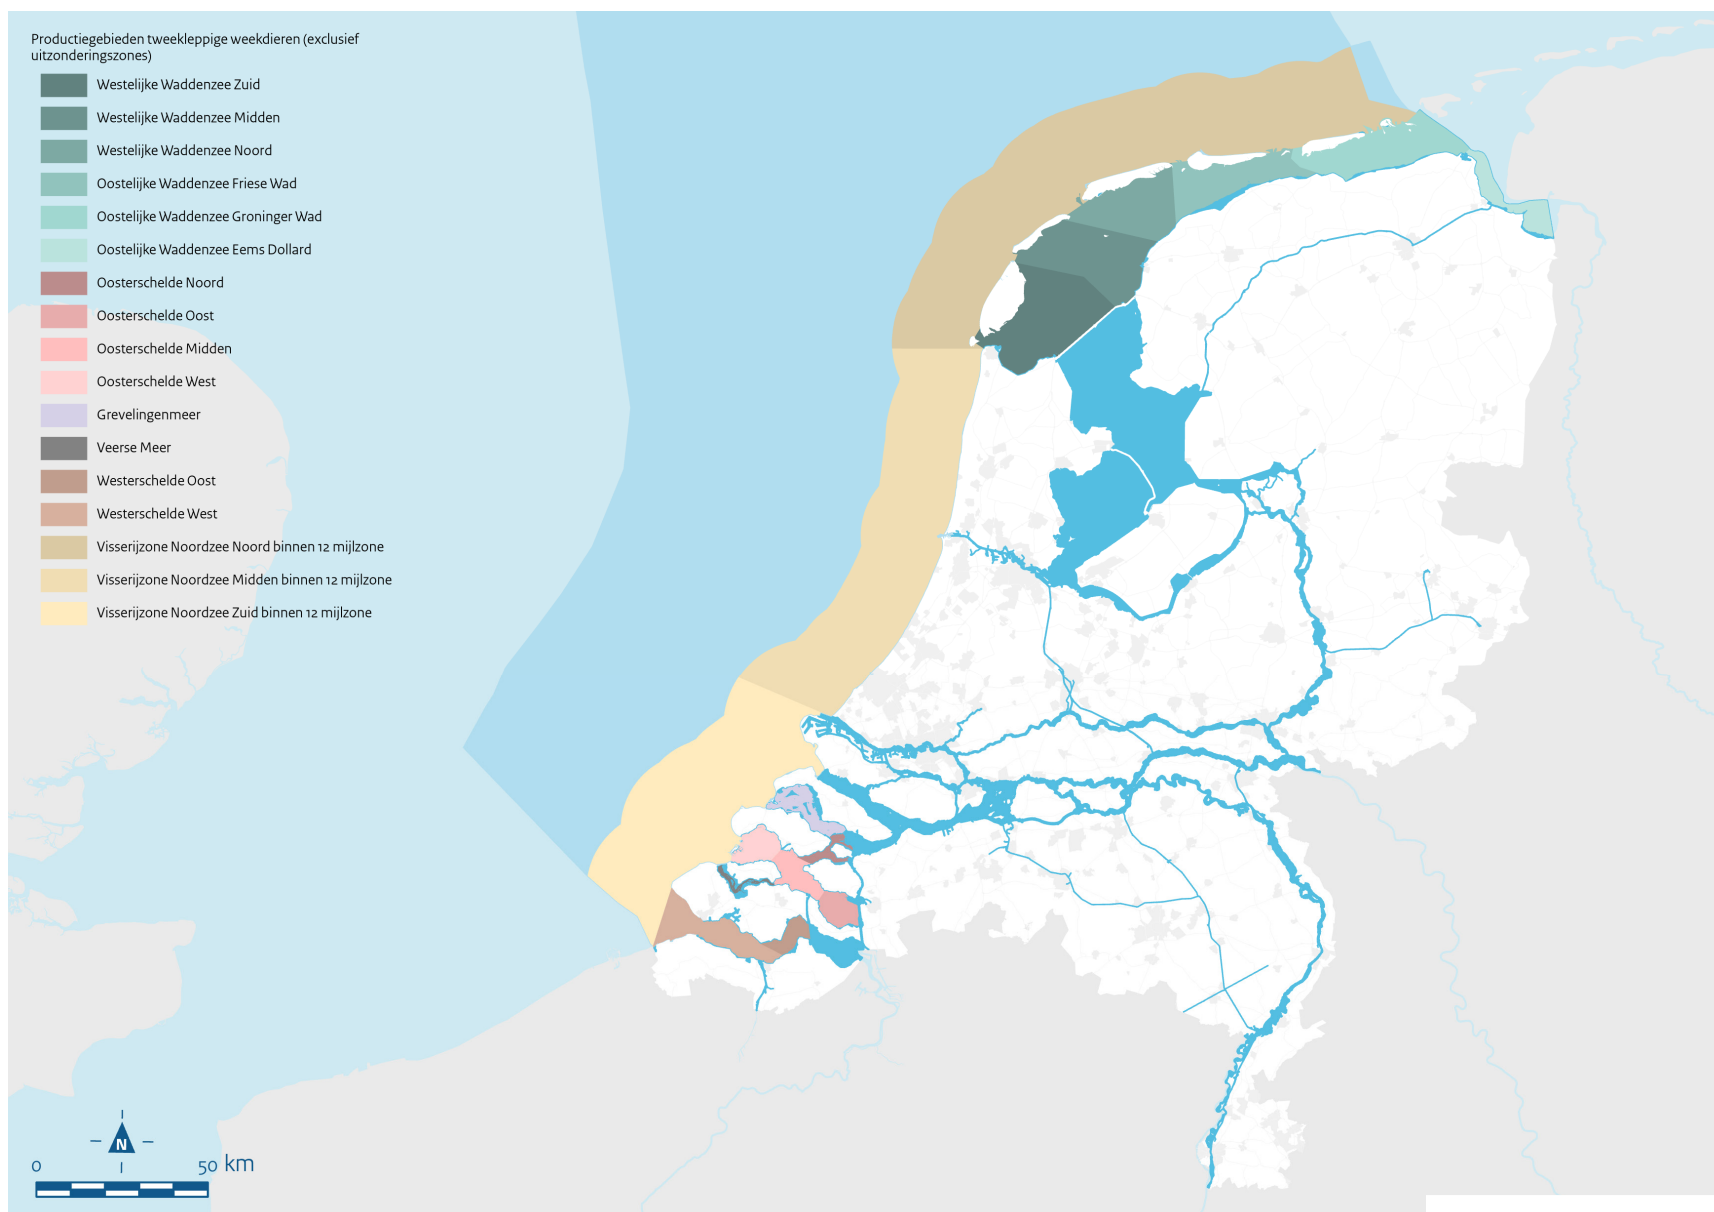 Productiegebieden tweekleppige weekdieren (exclusief
uitzonderingszones)
Westelijke Waddenzee Zuid
Westelijke Waddenzee Midden
Westelijke Waddenzee Noord
Oostelijke Waddenzee Friese Wad
Oostelijke Waddenzee Groninger Wad
Oostelijke Waddenzee Eems Dollard
Oosterschelde Noord
Oosterschelde Oost
Oosterschelde Midden
Oosterschelde West
Grevelingenmeer
Veerse Meer
Westerschelde Oost
Westerschelde West
Visserijzone Noordzee Noord binnen 12 mijlzone
Visserijzone Noordzee Midden binnen 12 mijlzone
Visserijzone Noordzee Zuid binnen 12 mijlzone
N
0 50 km